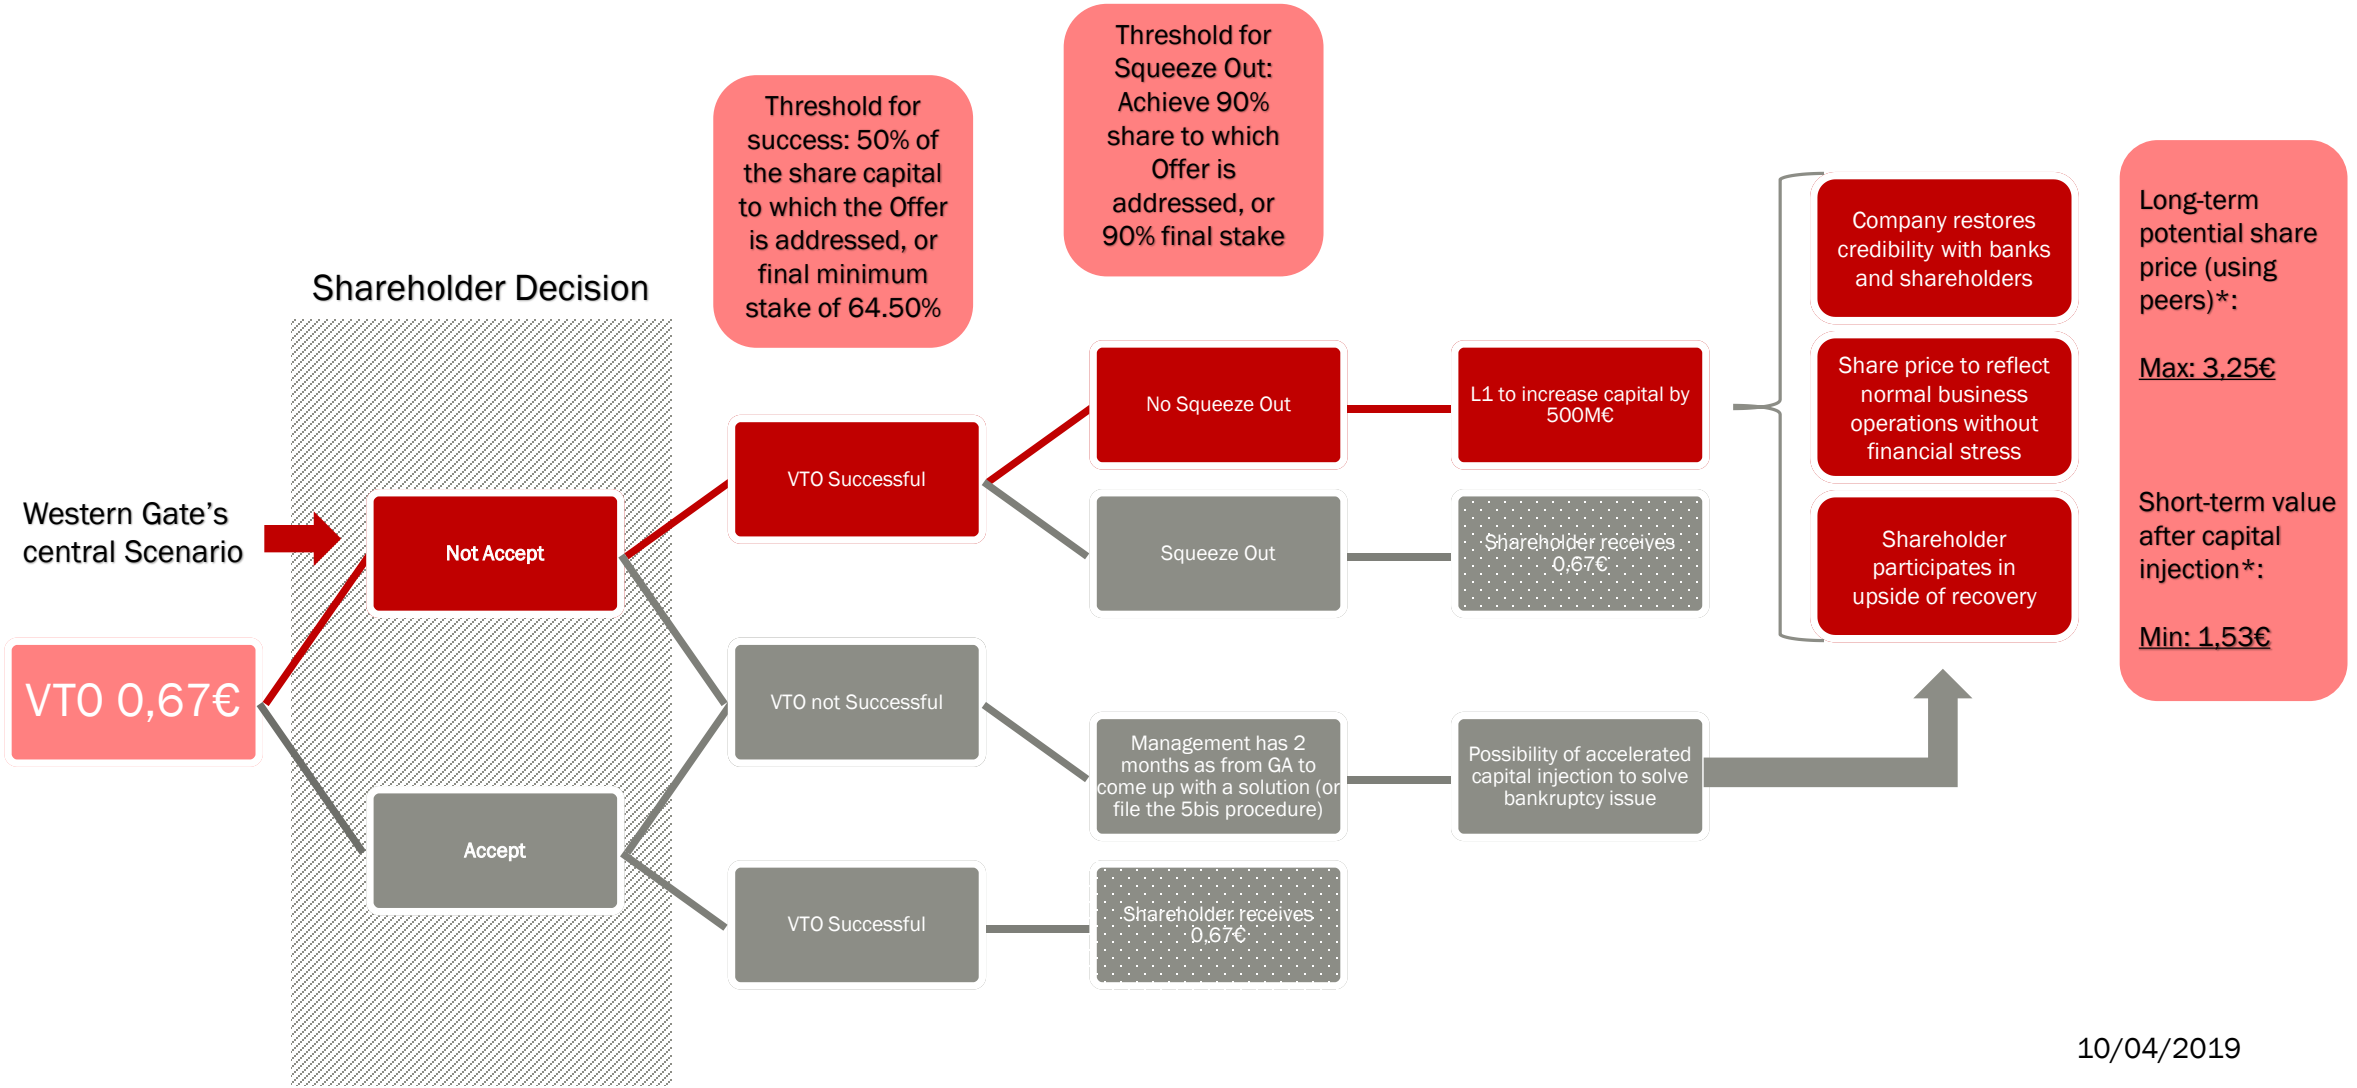 Threshold for
Squeeze Out:
Achieve 90%
share to which
Offer is
addressed, or
90% final stake
Threshold for
success: 50% of
the share capital
to which the Offer
is addressed, or
final minimum
stake of 64.50%
Shareholder Decision
Western Gate's
central Scenario
VTO 0,67€
Not Accept
Accept
VTO Successful
VTO not Successful
VTO Successful
No Squeeze Out
Squeeze Out
Management has 2
months as from GA to
come up with a solution (or
file the 5bis procedure)
Shareholder receives
0,67€
L1 to increase capital by
500M€
Shareholder receives
0,67€
Possibility of accelerated
capital injection to solve
bankruptcy issue
Company restores
credibility with banks
and shareholders
Share price to reflect
normal business
operations without
financial stress
Shareholder
participates in
upside of recovery
Long-term
potential share
price (using
peers)*:
Max: 3,25€
Short-term value
after capital
injection*:
Min: 1,53€
10/04/2019